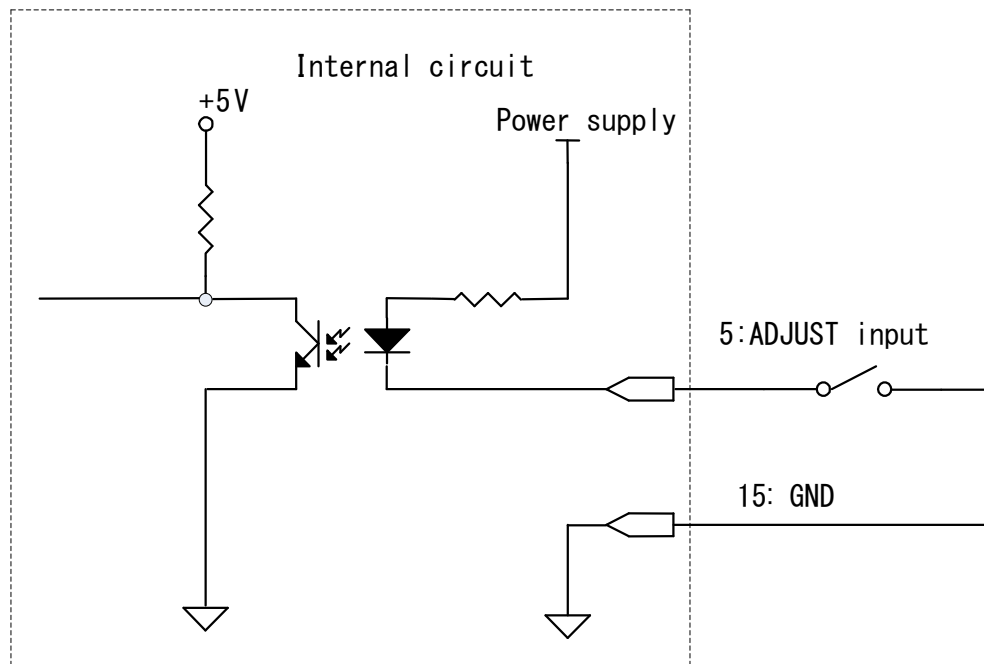 Internal circuit
+5V
Power supply
5:ADJUST input
15: GND